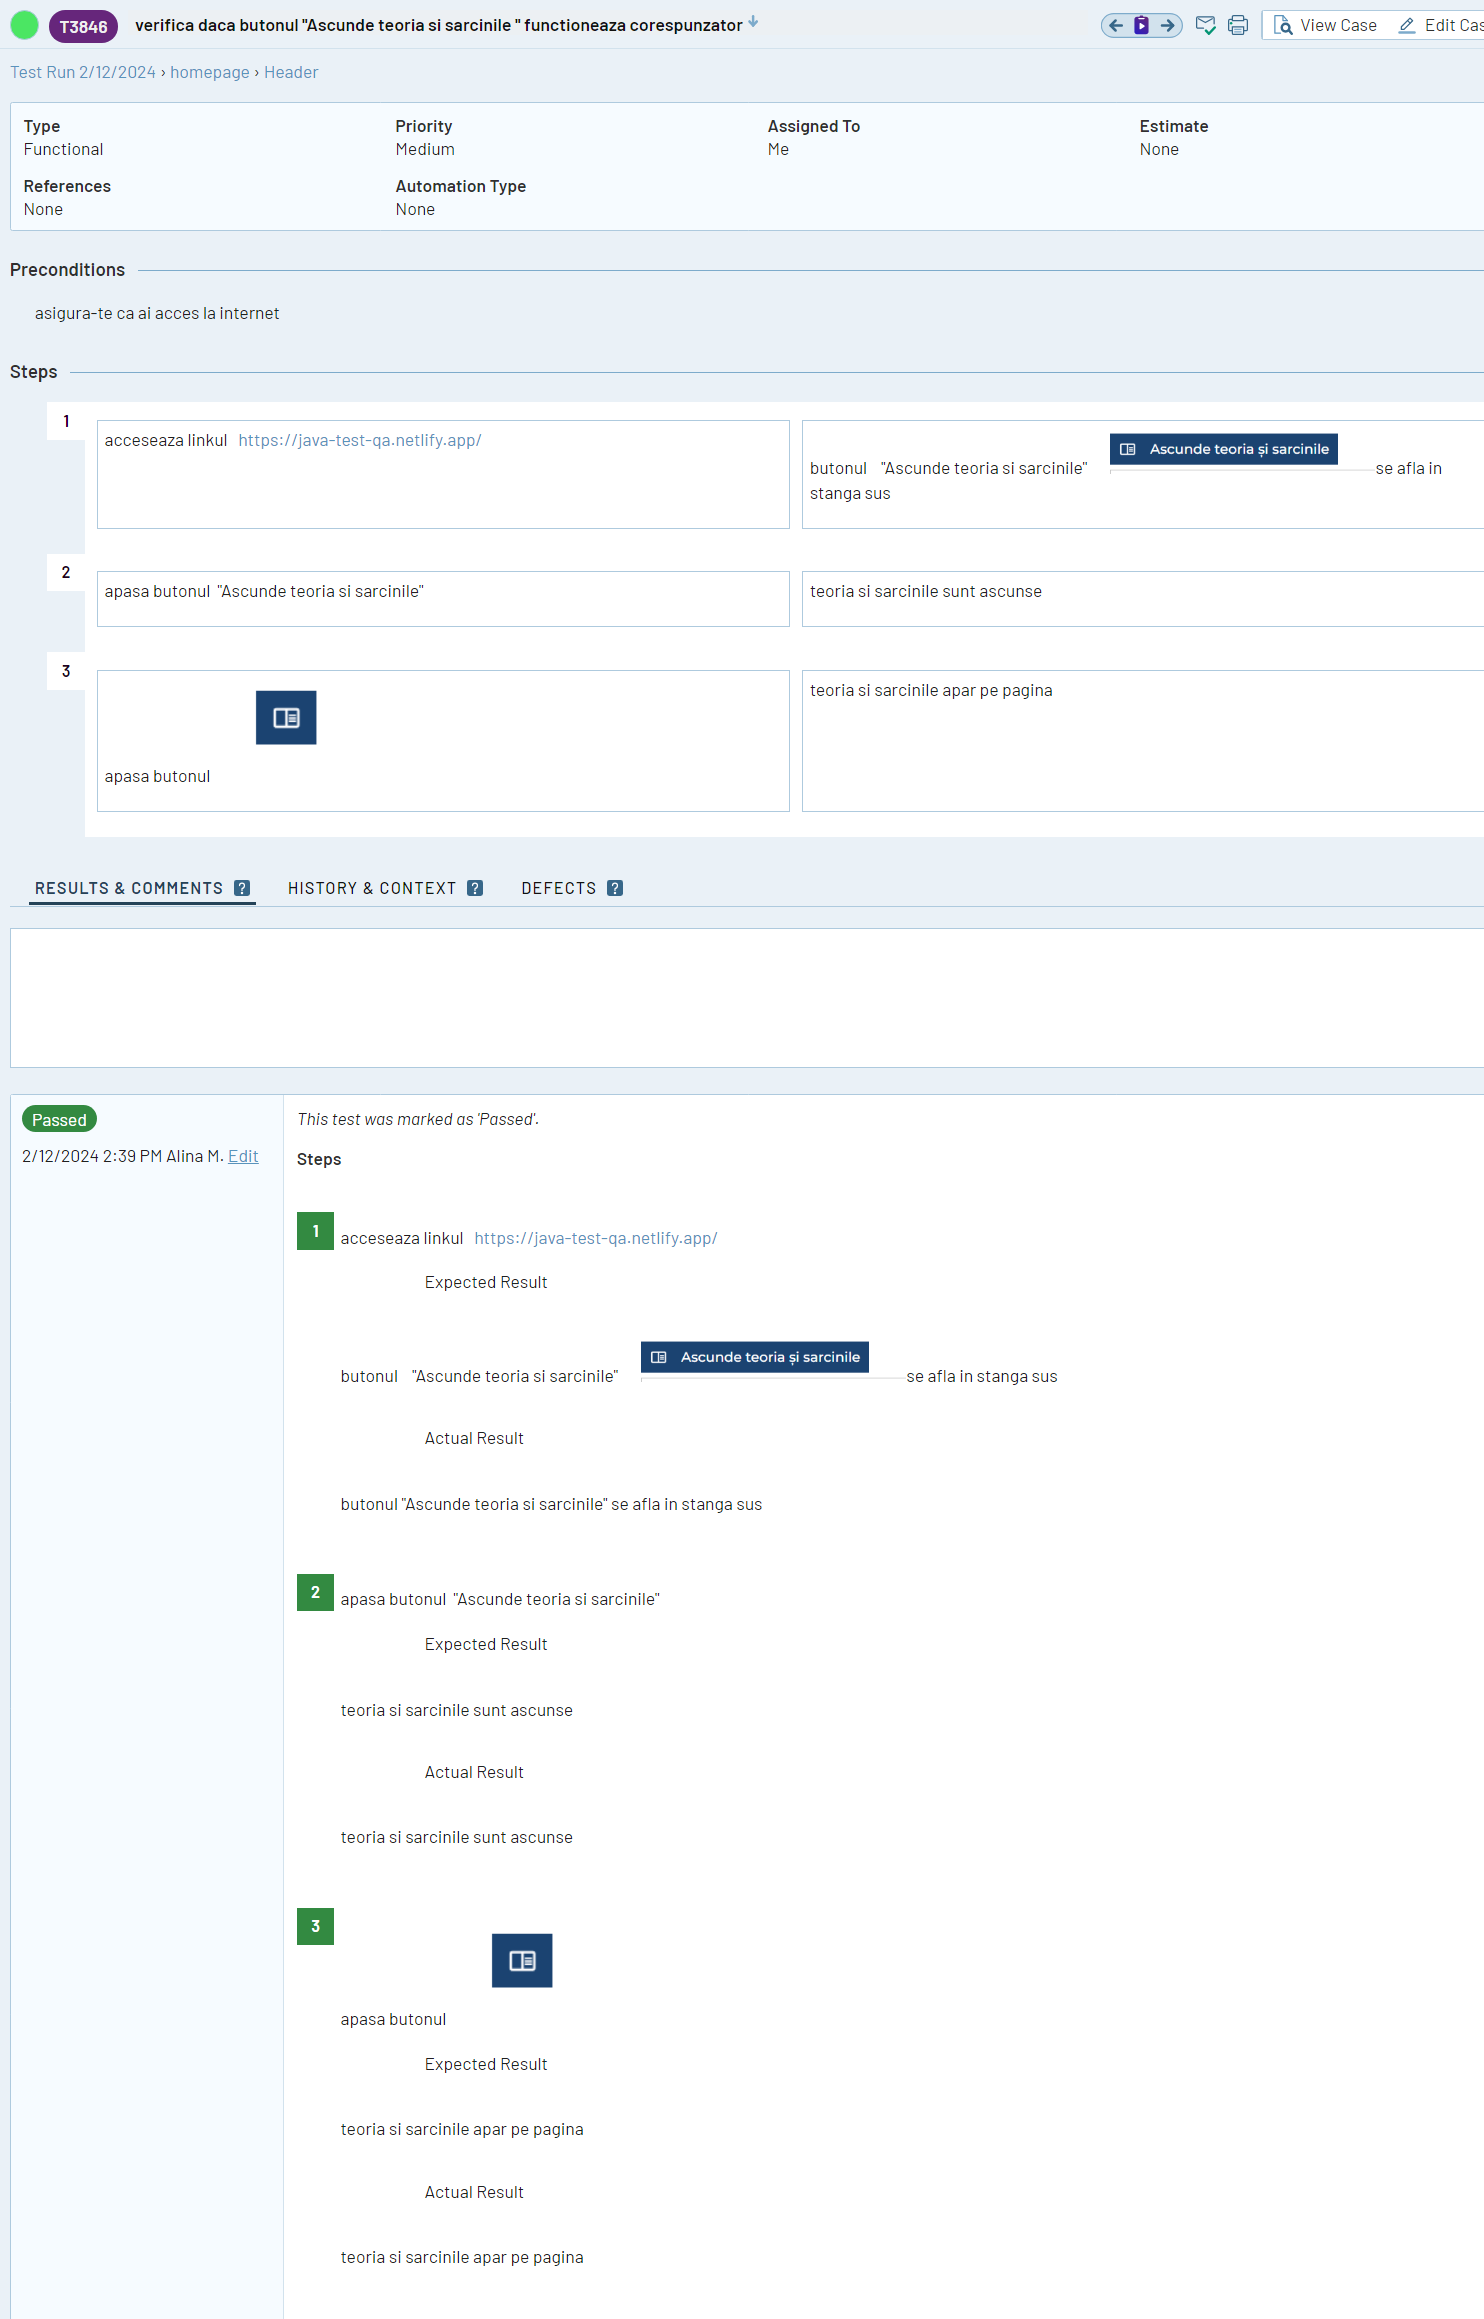 T3846 verifica daca butonul "Ascunde teoria si sarcinile " functioneaza corespunzator View Case Edit
Test Run 2/12/2024 › homepage › Header
Type Priority Assigned To Estimate
Functional Medium Me None
References Automation Type
None None
Preconditions
asigura-te ca ai acces la internet
Steps
1
acceseaza linkul https://java-test-qa.netlify.app/
butonul "Ascunde teoria si sarcinile" Ascunde teoria și sarcinile se afla in
stanga sus
2
apasa butonul "Ascunde teoria si sarcinile"
teoria si sarcinile sunt ascunse
3
apasa butonul
teoria si sarcinile apar pe pagina
RESULTS & COMMENTS ? HISTORY & CONTEXT ? DEFECTS ?
Passed
2/12/2024 2:39 PM Alina M. Edit
This test was marked as 'Passed'.
Steps
1 acceseaza linkul https://java-test-qa.netlify.app/
Expected Result
butonul "Ascunde teoria si sarcinile" Ascunde teoria și sarcinile se afla in stanga sus
Actual Result
butonul "Ascunde teoria si sarcinile" se afla in stanga sus
2 apasa butonul "Ascunde teoria si sarcinile"
Expected Result
teoria si sarcinile sunt ascunse
Actual Result
teoria si sarcinile sunt ascunse
3
apasa butonul
Expected Result
teoria si sarcinile apar pe pagina
Actual Result
teoria si sarcinile apar pe pagina